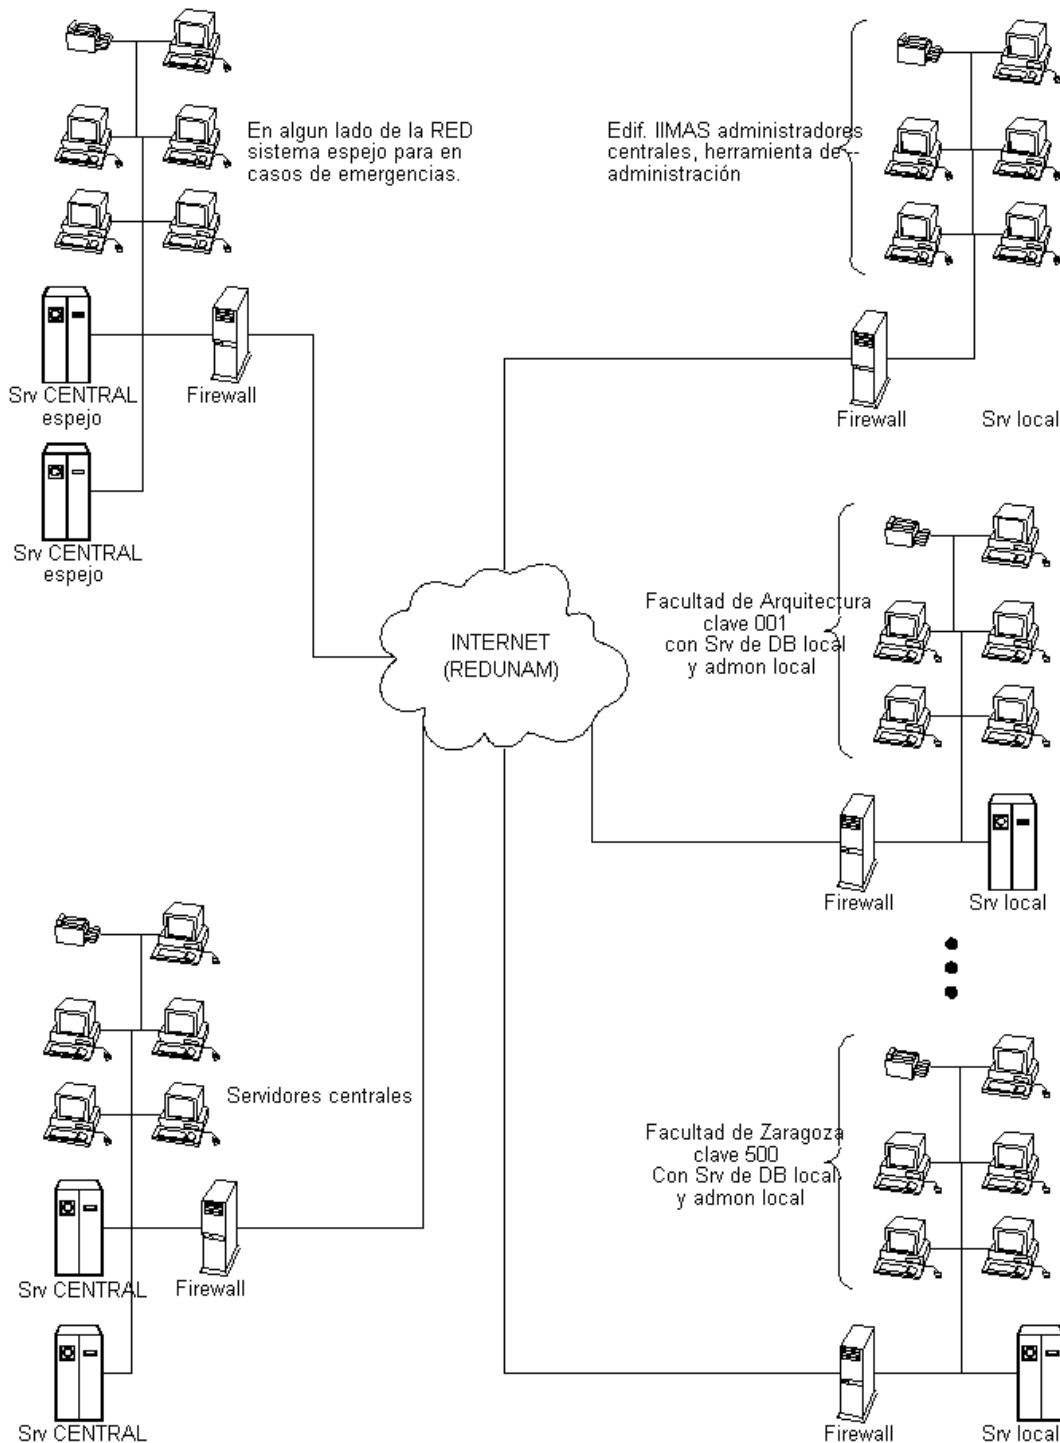 En algun lado de la RED
sistema espejo para en
casos de emergencias.
Srv CENTRAL
espejo
Firewall
Srv CENTRAL
espejo
Edif. IIMAS administradores
centrales, herramienta de
administración
Firewall
Srv local
INTERNET
(REDUNAM)
Facultad de Arquitectura
clave 001
con Srv de DB local
y admon local
Firewall
Srv local
Servidores centrales
Srv CENTRAL
Firewall
Srv CENTRAL
Facultad de Zaragoza
clave 500
Con Srv de DB local
y admon local
Firewall
Srv local